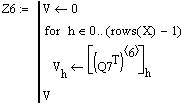 Z6 := V ← 0
for h ∈ 0.. (rows(X) − 1)
V_h ← [(Q7^T)^⟨6⟩]_h
V